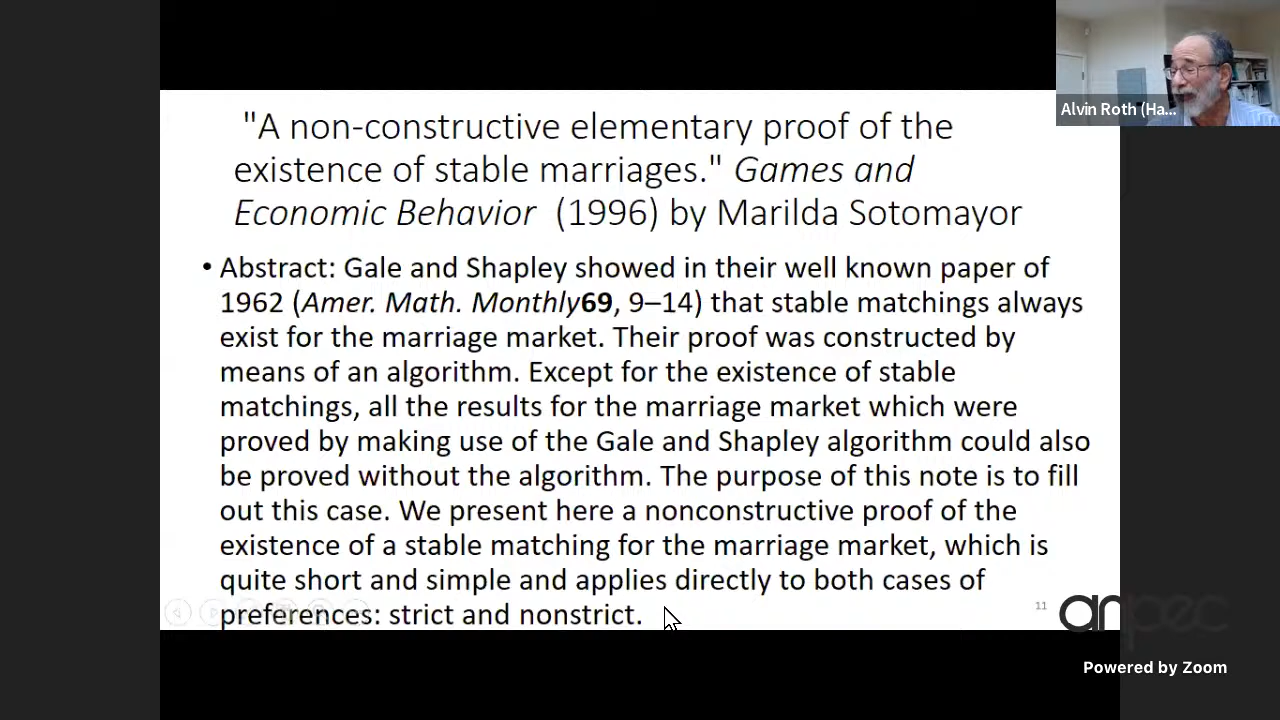 "A non-constructive elementary proof of the
existence of stable marriages." Games and
Economic Behavior (1996) by Marilda Sotomayor
• Abstract: Gale and Shapley showed in their well known paper of
1962 (Amer. Math. Monthly69, 9–14) that stable matchings always
exist for the marriage market. Their proof was constructed by
means of an algorithm. Except for the existence of stable
matchings, all the results for the marriage market which were
proved by making use of the Gale and Shapley algorithm could also
be proved without the algorithm. The purpose of this note is to fill
out this case. We present here a nonconstructive proof of the
existence of a stable matching for the marriage market, which is
quite short and simple and applies directly to both cases of
preferences: strict and nonstrict.
11
anpec
Alvin Roth (Ha...
Powered by Zoom